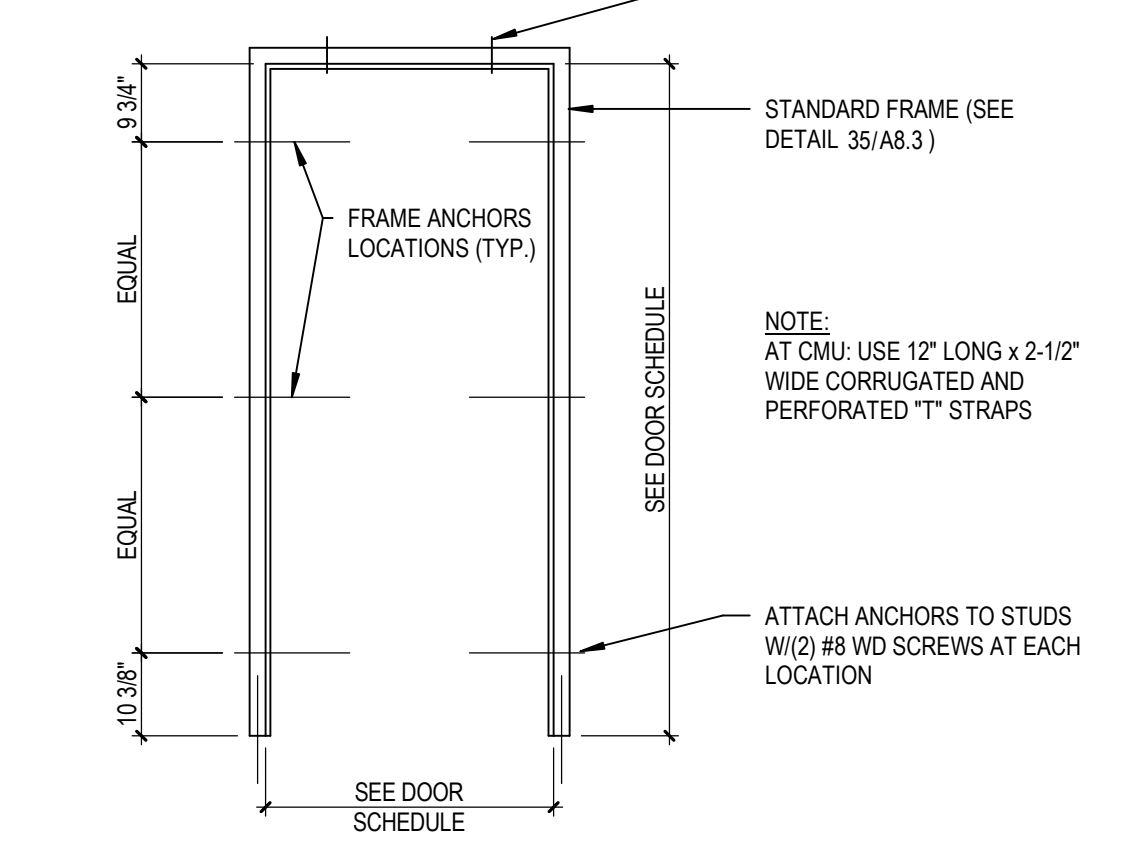 9 3/4"
STANDARD FRAME (SEE
DETAIL 35/A8.3 )
FRAME ANCHORS
LOCATIONS (TYP.)
EQUAL
SEE DOOR SCHEDULE
NOTE:
AT CMU: USE 12" LONG x 2-1/2"
WIDE CORRUGATED AND
PERFORATED "T" STRAPS
EQUAL
ATTACH ANCHORS TO STUDS
W/(2) #8 WD SCREWS AT EACH
LOCATION
10 3/8"
SEE DOOR
SCHEDULE